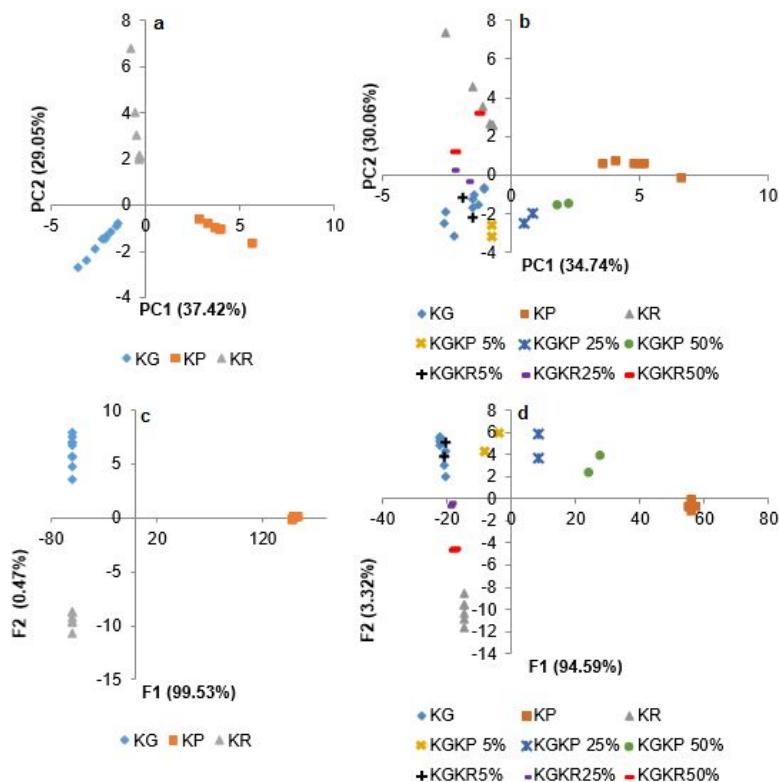 a
8
6
4
2
0
-2
-4
-5
0
5
10
PC2 (29.05%)
PC1 (37.42%)
KG KP KR
b
8
6
4
2
0
-2
-4
-5
0
5
10
PC2 (30.06%)
PC1 (34.74%)
KG KP KR
KGKP 5% KGKP 25% KGKP 50%
KGKR5% KGKR25% KGKR50%
c
10
5
0
-5
-10
-15
-80
20
120
F2 (0.47%)
F1 (99.53%)
KG KP KR
d
8
6
4
2
0
-2
-4
-6
-8
-10
-12
-14
-40
-20
0
20
40
60
80
F2 (3.32%)
F1 (94.59%)
KG KP KR
KGKP 5% KGKP 25% KGKP 50%
KGKR5% KGKR25% KGKR50%